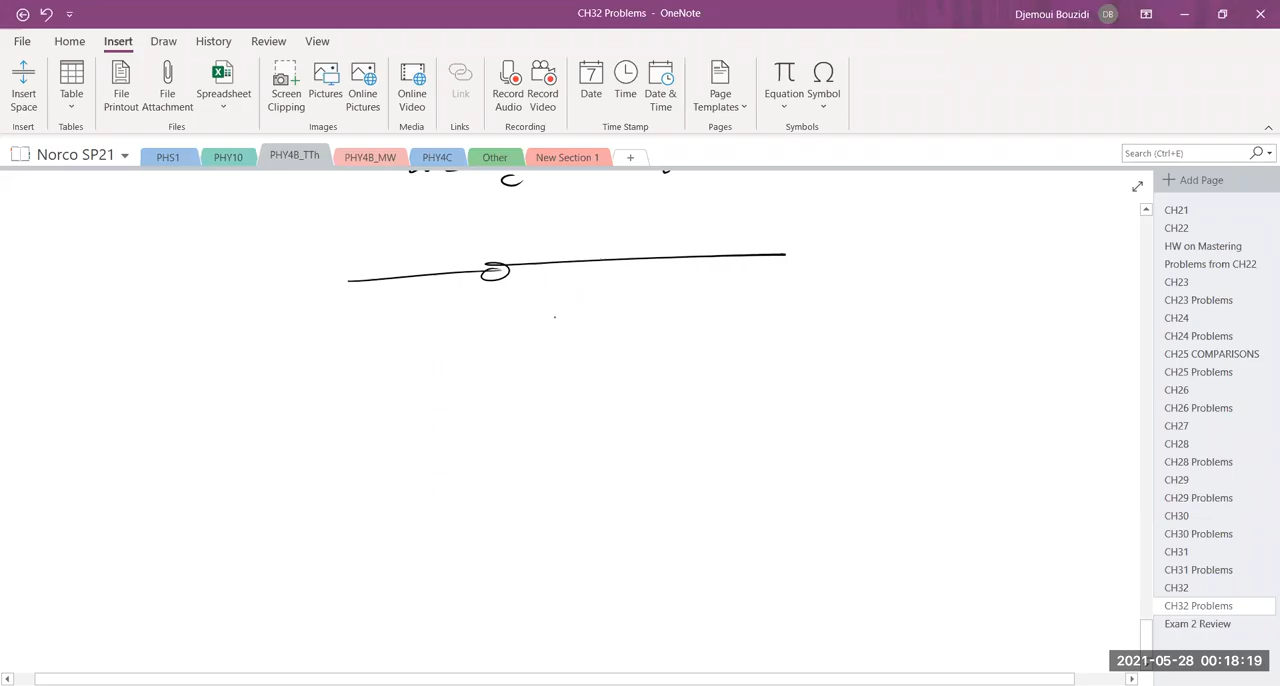 CH32 Problems - OneNote
Djemoui Bouzidi DB
File Home Insert Draw History Review View
Insert Space
Table
File Printout
File Attachment
Spreadsheet
Screen Clipping
Pictures
Online Pictures
Online Video
Link
Record Audio
Record Video
7
Date
Time
Date & Time
Page Templates
π
Equation
Ω
Symbol
Insert Tables Files Images Media Links Recording Time Stamp Pages Symbols
Norco SP21 PHS1 PHY10 PHY4B_TTh PHY4B_MW PHY4C Other New Section 1 +
Search (Ctrl+E)
Add Page
CH21
CH22
HW on Mastering
Problems from CH22
CH23
CH23 Problems
CH24
CH24 Problems
CH25 COMPARISONS
CH25 Problems
CH26
CH26 Problems
CH27
CH28
CH28 Problems
CH29
CH29 Problems
CH30
CH30 Problems
CH31
CH31 Problems
CH32
CH32 Problems
Exam 2 Review
2021-05-28 00:18:19